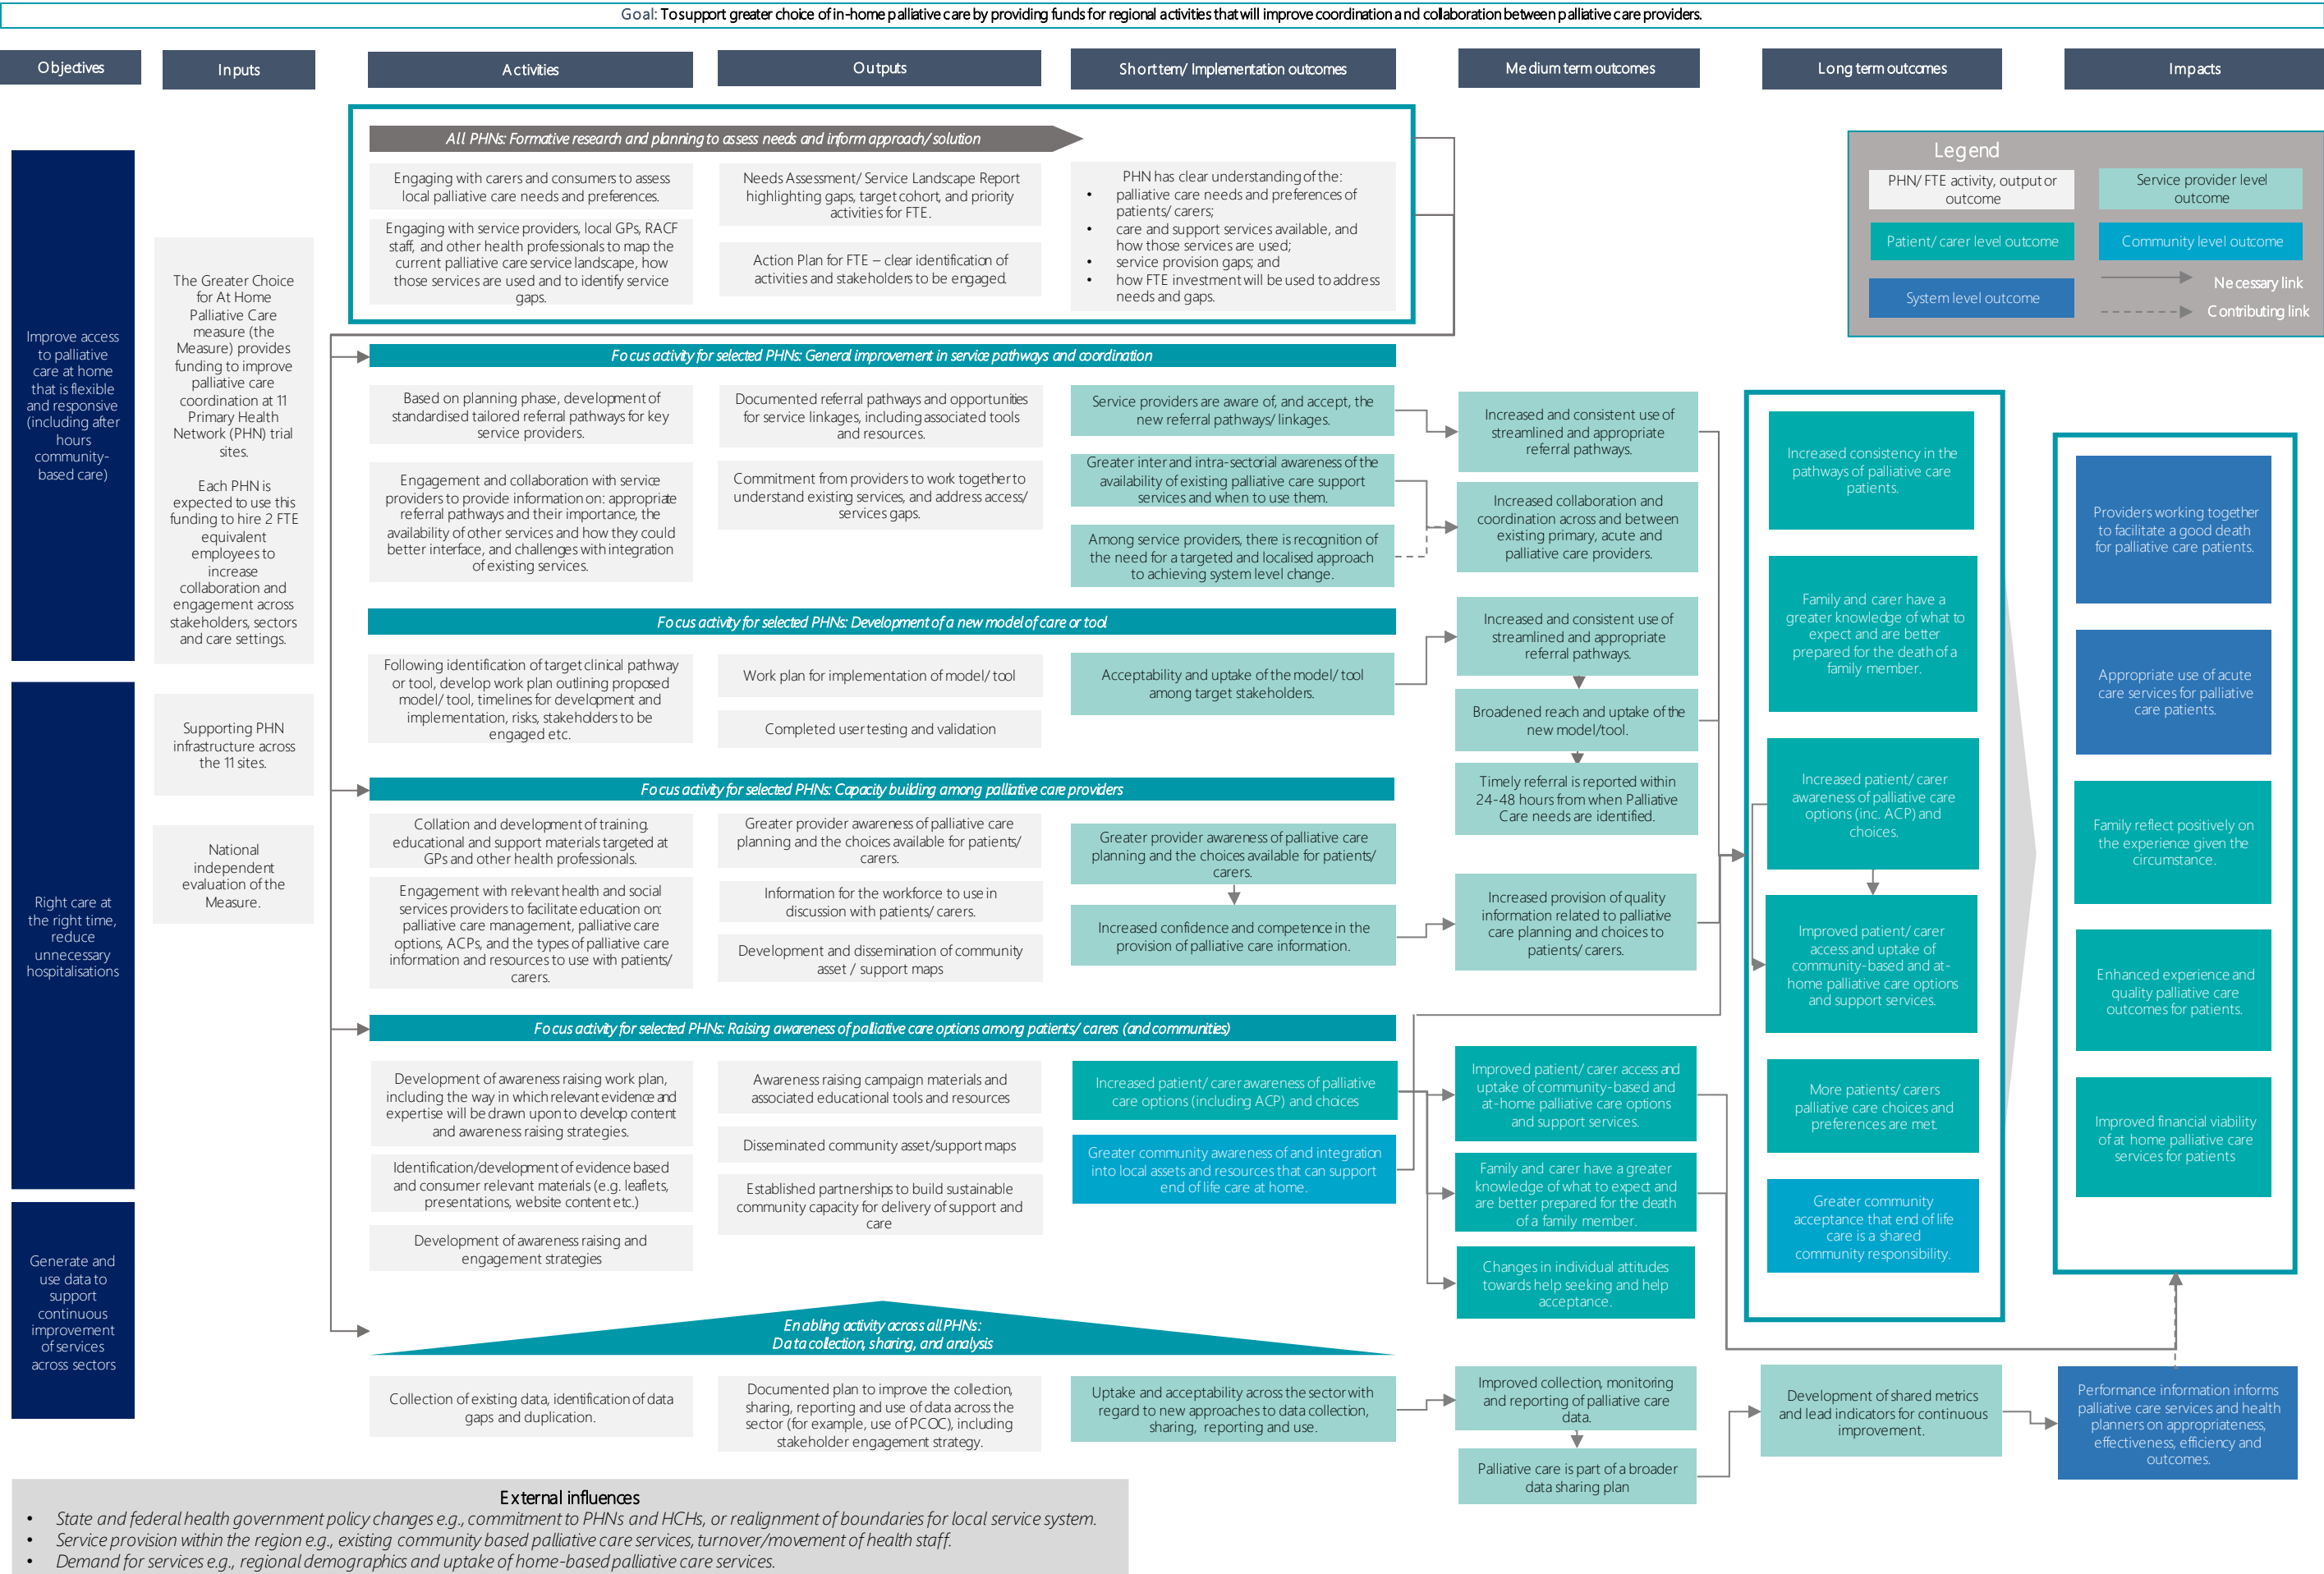 Goal: To support greater choice of in-home palliative care by providing funds for regional activities that will improve coordination and collaboration between palliative care providers.
Objectives
Inputs
Activities
Outputs
Short tem/ Implementation outcomes
Medium term outcomes
Long term outcomes
Impacts
Improve access
to palliative
care at home
that is flexible
and responsive
(including after
hours
community-
based care)
Right care at
the right time,
reduce
unnecessary
hospitalisations
Generate and
use data to
support
continuous
improvement
of services
across sectors
The Greater Choice
for At Home
Palliative Care
measure (the
Measure) provides
funding to improve
palliative care
coordination at 11
Primary Health
Network (PHN) trial
sites.
Each PHN is
expected to use this
funding to hire 2 FTE
equivalent
employees to
increase
collaboration and
engagement across
stakeholders, sectors
and care settings.
Supporting PHN
infrastructure across
the 11 sites.
National
independent
evaluation of the
Measure.
All PHNs: Formative research and planning to assess needs and inform approach/ solution
Engaging with carers and consumers to assess
local palliative care needs and preferences.
Engaging with service providers, local GPs, RACF
staff, and other health professionals to map the
current palliative care service landscape, how
those services are used and to identify service
gaps.
Needs Assessment/ Service Landscape Report
highlighting gaps, target cohort, and priority
activities for FTE.
Action Plan for FTE – clear identification of
activities and stakeholders to be engaged.
PHN has clear understanding of the:
• palliative care needs and preferences of
patients/ carers;
• care and support services available, and
how those services are used;
• service provision gaps; and
• how FTE investment will be used to address
needs and gaps.
Legend
PHN/ FTE activity, output or
outcome
Service provider level
outcome
Patient/ carer level outcome
Community level outcome
System level outcome
Necessary link
Contributing link
Focus activity for selected PHNs: General improvement in service pathways and coordination
Based on planning phase, development of
standardised tailored referral pathways for key
service providers.
Engagement and collaboration with service
providers to provide information on: appropriate
referral pathways and their importance, the
availability of other services and how they could
better interface, and challenges with integration
of existing services.
Documented referral pathways and opportunities
for service linkages, including associated tools
and resources.
Commitment from providers to work together to
understand existing services, and address access/
services gaps.
Service providers are aware of, and accept, the
new referral pathways/ linkages.
Greater inter and intra-sectorial awareness of the
availability of existing palliative care support
services and when to use them.
Among service providers, there is recognition of
the need for a targeted and localised approach
to achieving system level change.
Increased and consistent use of
streamlined and appropriate
referral pathways.
Increased collaboration and
coordination across and between
existing primary, acute and
palliative care providers.
Focus activity for selected PHNs: Development of a new model of care or tool
Following identification of target clinical pathway
or tool, develop work plan outlining proposed
model/ tool, timelines for development and
implementation, risks, stakeholders to be
engaged etc.
Work plan for implementation of model/ tool
Completed user testing and validation
Acceptability and uptake of the model/ tool
among target stakeholders.
Increased and consistent use of
streamlined and appropriate
referral pathways.
Broadened reach and uptake of the
new model/tool.
Timely referral is reported within
24-48 hours from when Palliative
Care needs are identified.
Focus activity for selected PHNs: Capacity building among palliative care providers
Collation and development of training,
educational and support materials targeted at
GPs and other health professionals.
Engagement with relevant health and social
services providers to facilitate education on:
palliative care management, palliative care
options, ACPs, and the types of palliative care
information and resources to use with patients/
carers.
Greater provider awareness of palliative care
planning and the choices available for patients/
carers.
Information for the workforce to use in
discussion with patients/ carers.
Development and dissemination of community
asset / support maps
Greater provider awareness of palliative care
planning and the choices available for patients/
carers.
Increased confidence and competence in the
provision of palliative care information.
Increased provision of quality
information related to palliative
care planning and choices to
patients/ carers.
Focus activity for selected PHNs: Raising awareness of palliative care options among patients/ carers (and communities)
Development of awareness raising work plan,
including the way in which relevant evidence and
expertise will be drawn upon to develop content
and awareness raising strategies.
Identification/development of evidence based
and consumer relevant materials (e.g. leaflets,
presentations, website content etc.)
Development of awareness raising and
engagement strategies
Awareness raising campaign materials and
associated educational tools and resources
Disseminated community asset/support maps
Established partnerships to build sustainable
community capacity for delivery of support and
care
Increased patient/ carer awareness of palliative
care options (including ACP) and choices
Greater community awareness of and integration
into local assets and resources that can support
end of life care at home.
Improved patient/ carer access and
uptake of community-based and
at-home palliative care options
and support services.
Family and carer have a greater
knowledge of what to expect and
are better prepared for the death
of a family member.
Changes in individual attitudes
towards help seeking and help
acceptance.
Increased consistency in the
pathways of palliative care
patients.
Family and carer have a
greater knowledge of what to
expect and are better
prepared for the death of a
family member.
Increased patient/ carer
awareness of palliative care
options (inc. ACP) and
choices.
Improved patient/ carer
access and uptake of
community-based and at-
home palliative care options
and support services.
More patients/ carers
palliative care choices and
preferences are met.
Greater community
acceptance that end of life
care is a shared
community responsibility.
Providers working together
to facilitate a good death
for palliative care patients.
Appropriate use of acute
care services for palliative
care patients.
Family reflect positively on
the experience given the
circumstance.
Enhanced experience and
quality palliative care
outcomes for patients.
Improved financial viability
of at home palliative care
services for patients
Enabling activity across all PHNs:
Data collection, sharing, and analysis
Collection of existing data, identification of data
gaps and duplication.
Documented plan to improve the collection,
sharing, reporting and use of data across the
sector (for example, use of PCOC), including
stakeholder engagement strategy.
Uptake and acceptability across the sector with
regard to new approaches to data collection,
sharing, reporting and use.
Improved collection, monitoring
and reporting of palliative care
data.
Palliative care is part of a broader
data sharing plan
Development of shared metrics
and lead indicators for continuous
improvement.
Performance information informs
palliative care services and health
planners on appropriateness,
effectiveness, efficiency and
outcomes.
External influences
• State and federal health government policy changes e.g., commitment to PHNs and HCHs, or realignment of boundaries for local service system.
• Service provision within the region e.g., existing community based palliative care services, turnover/movement of health staff.
• Demand for services e.g., regional demographics and uptake of home-based palliative care services.